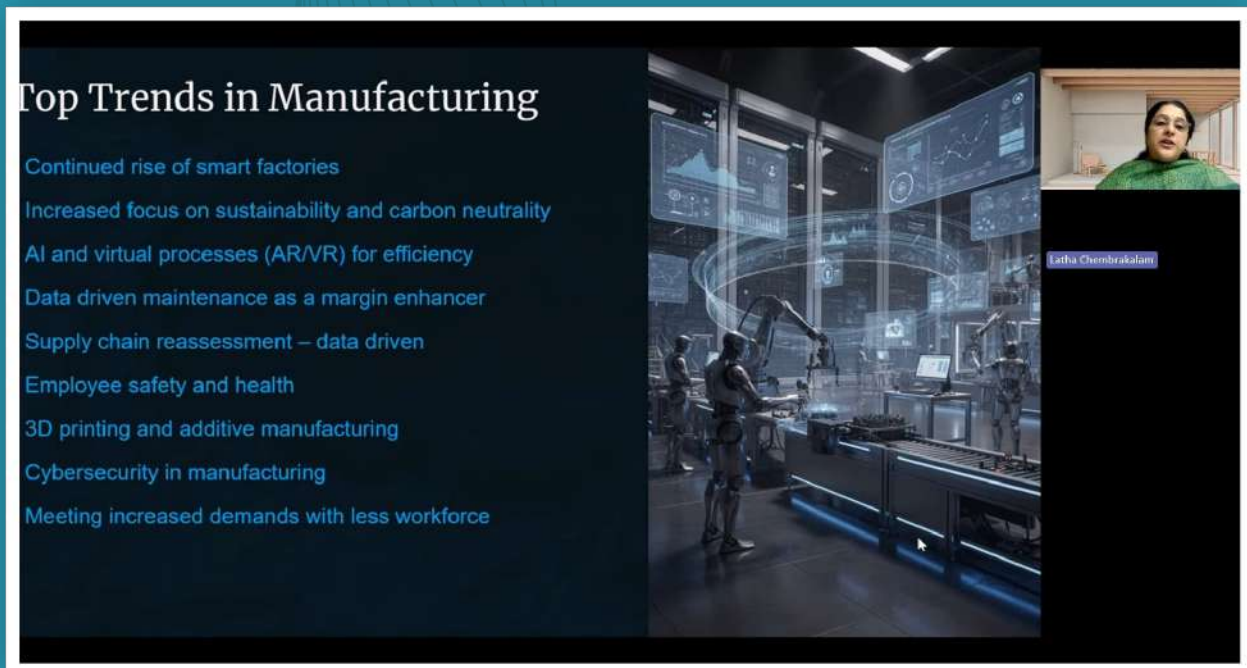 Top Trends in Manufacturing
Continued rise of smart factories
Increased focus on sustainability and carbon neutrality
AI and virtual processes (AR/VR) for efficiency
Data driven maintenance as a margin enhancer
Supply chain reassessment – data driven
Employee safety and health
3D printing and additive manufacturing
Cybersecurity in manufacturing
Meeting increased demands with less workforce
Latha Chembrakalam